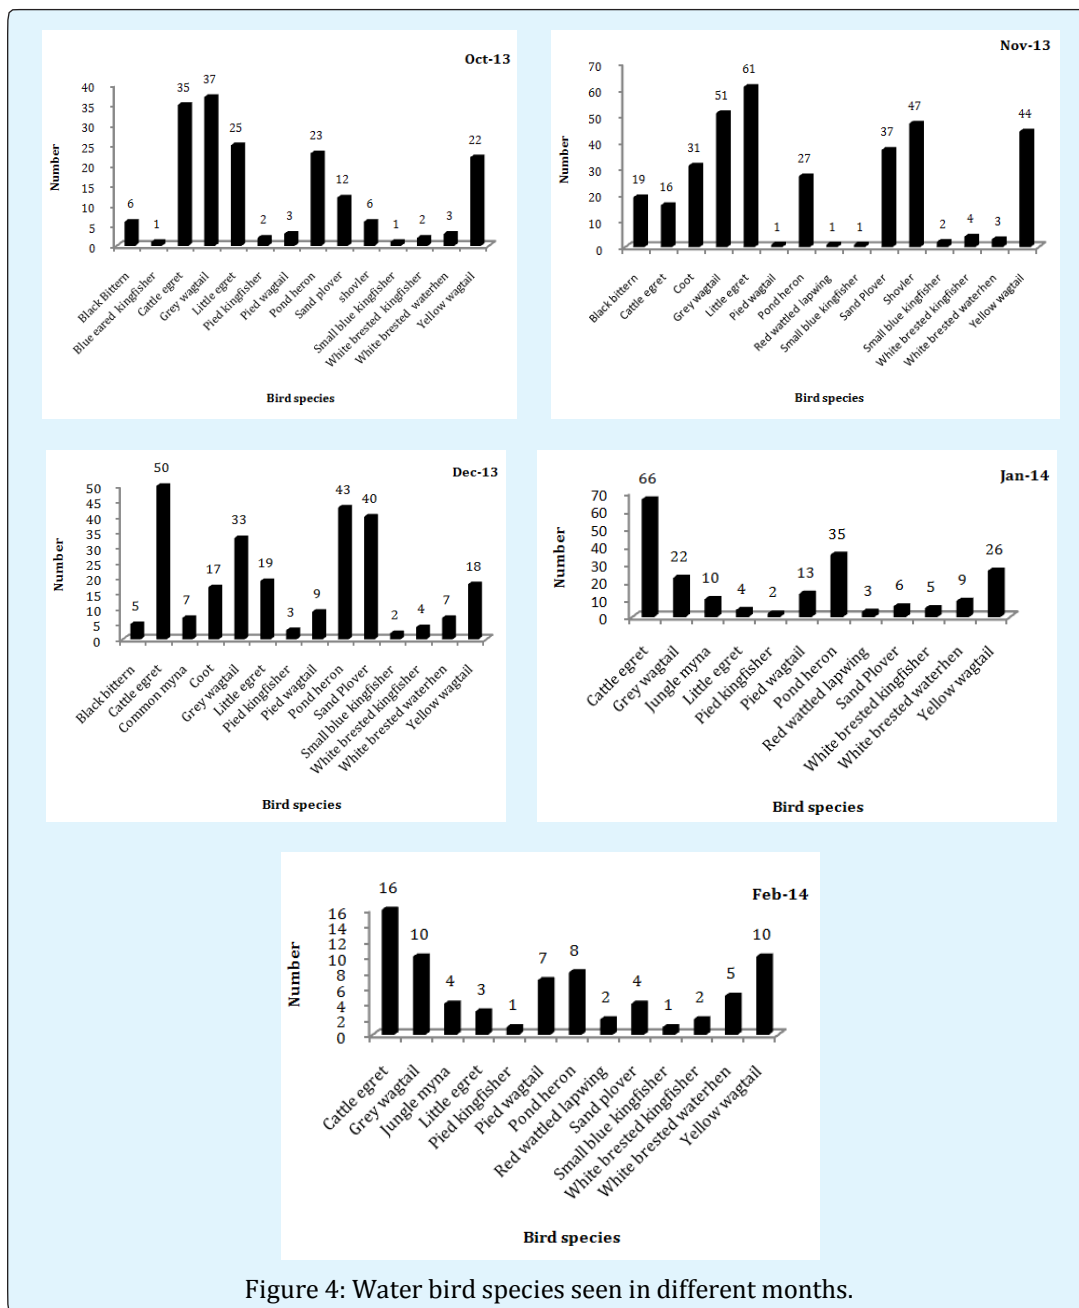 Oct-13
Number
40
35
30
25
20
15
10
5
0
6
1
35
37
25
2
3
23
12
6
1
2
3
22
Black Bittern
Blue eared kingfisher
Cattle egret
Grey wagtail
Little egret
Pied kingfisher
Pied wagtail
Pond heron
Sand plover
shovler
Small blue kingfisher
White brested kingfisher
White brested waterhen
Yellow wagtail
Bird species
Nov-13
Number
70
60
50
40
30
20
10
0
19
16
31
51
61
1
27
1
1
37
47
2
4
3
44
Black bittern
Cattle egret
Coot
Grey wagtail
Little egret
Pied wagtail
Pond heron
Red wattled lapwing
Small blue kingfisher
Sand Plover
Shovler
Small blue kingfisher
White brested kingfisher
White brested waterhen
Yellow wagtail
Bird species
Dec-13
Number
50
45
40
35
30
25
20
15
10
5
0
5
50
7
17
33
19
3
9
43
40
2
4
7
18
Black bittern
Cattle egret
Common myna
Coot
Grey wagtail
Little egret
Pied kingfisher
Pied wagtail
Pond heron
Sand Plover
Small blue kingfisher
White brested kingfisher
White brested waterhen
Yellow wagtail
Bird species
Jan-14
Number
70
60
50
40
30
20
10
0
66
22
10
4
2
13
35
3
6
5
9
26
Cattle egret
Grey wagtail
Jungle myna
Little egret
Pied kingfisher
Pied wagtail
Pond heron
Red wattled lapwing
Sand Plover
White brested kingfisher
White brested waterhen
Yellow wagtail
Bird species
Feb-14
Number
16
14
12
10
8
6
4
2
0
16
10
4
3
1
7
8
2
4
1
2
5
10
Cattle egret
Grey wagtail
Jungle myna
Little egret
Pied kingfisher
Pied wagtail
Pond heron
Red wattled lapwing
Sand plover
Small blue kingfisher
White brested kingfisher
White brested waterhen
Yellow wagtail
Bird species
Figure 4: Water bird species seen in different months.